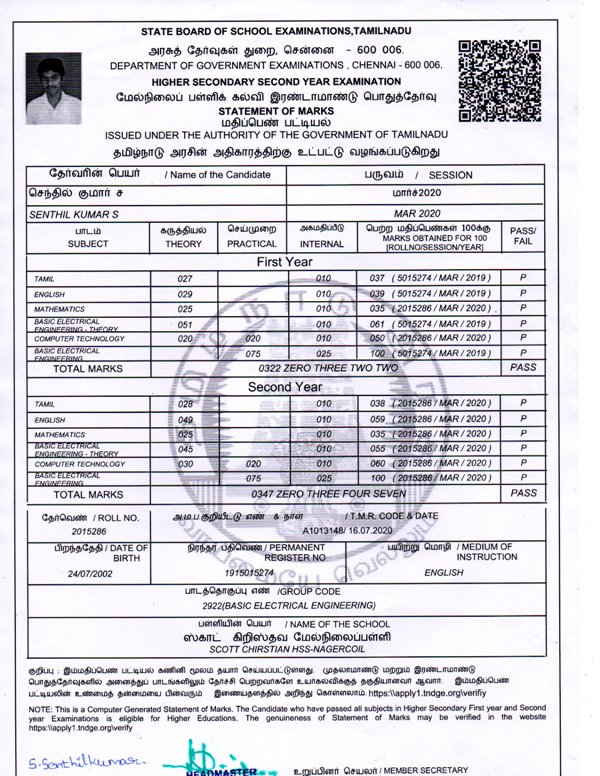 STATE BOARD OF SCHOOL EXAMINATIONS,TAMILNADU
அரசுத் தேர்வுகள் துறை, சென்னை - 600 006.
DEPARTMENT OF GOVERNMENT EXAMINATIONS , CHENNAI - 600 006.
HIGHER SECONDARY SECOND YEAR EXAMINATION
மேல்நிலைப் பள்ளிக் கல்வி இரண்டாமாண்டு பொதுத்தேர்வு
STATEMENT OF MARKS
மதிப்பெண் பட்டியல்
ISSUED UNDER THE AUTHORITY OF THE GOVERNMENT OF TAMILNADU
தமிழ்நாடு அரசின் அதிகாரத்திற்கு உட்பட்டு வழங்கப்படுகிறது
தேர்வரின் பெயர் / Name of the Candidate பருவம் / SESSION
செந்தில் குமார் ச மார்ச்2020
SENTHIL KUMAR S MAR 2020
பாடம் கருத்தியல் செய்முறை அகமதிப்பீடு பெற்ற மதிப்பெண்கள் 100க்கு PASS/
SUBJECT THEORY PRACTICAL INTERNAL MARKS OBTAINED FOR 100 FAIL
[ROLLNO/SESSION/YEAR]
First Year
TAMIL 027 010 037 ( 5015274 / MAR / 2019 ) P
ENGLISH 029 010 039 ( 5015274 / MAR / 2019 ) P
MATHEMATICS 025 010 035 ( 2015286 / MAR / 2020 ) P
BASIC ELECTRICAL
ENGINEERING - THEORY 051 010 061 ( 5015274 / MAR / 2019 ) P
COMPUTER TECHNOLOGY 020 020 010 050 ( 2015286 / MAR / 2020 ) P
BASIC ELECTRICAL
ENGINEERING 075 025 100 ( 5015274 / MAR / 2019 ) P
TOTAL MARKS 0322 ZERO THREE TWO TWO PASS
Second Year
TAMIL 028 010 038 ( 2015286 / MAR / 2020 ) P
ENGLISH 049 010 059 ( 2015286 / MAR / 2020 ) P
MATHEMATICS 025 010 035 ( 2015286 / MAR / 2020 ) P
BASIC ELECTRICAL
ENGINEERING - THEORY 045 010 055 ( 2015286 / MAR / 2020 ) P
COMPUTER TECHNOLOGY 030 020 010 060 ( 2015286 / MAR / 2020 ) P
BASIC ELECTRICAL
ENGINEERING 075 025 100 ( 2015286 / MAR / 2020 ) P
TOTAL MARKS 0347 ZERO THREE FOUR SEVEN PASS
தேர்வெண் / ROLL NO. அ.ம.ப.குறியீட்டு எண் & நாள் / T.M.R. CODE & DATE
2015286 A1013148/ 16.07.2020
பிறந்ததேதி / DATE OF BIRTH நிரந்தர பதிவெண் / PERMANENT REGISTER NO பயிற்று மொழி / MEDIUM OF INSTRUCTION
24/07/2002 1915015274 ENGLISH
பாடத்தொகுப்பு எண் /GROUP CODE
2922(BASIC ELECTRICAL ENGINEERING)
பள்ளியின் பெயர் / NAME OF THE SCHOOL
ஸ்காட் கிறிஸ்தவ மேல்நிலைப்பள்ளி
SCOTT CHIRSTIAN HSS-NAGERCOIL
குறிப்பு : இம்மதிப்பெண் பட்டியல் கணினி மூலம் தயார் செய்யப்பட்டுள்ளது. முதலாமாண்டு மற்றும் இரண்டாமாண்டு
பொதுத்தேர்வுகளில் அனைத்துப் பாடங்களிலும் தேர்ச்சி பெற்றவர்களே உயர்கல்விக்குத் தகுதியானவர் ஆவார். இம்மதிப்பெண்
பட்டியலின் உண்மைத் தன்மையை பின்வரும் இணையதளத்தில் அறிந்து கொள்ளலாம். https:\\apply1.tndge.org\verifiy
NOTE: This is a Computer Generated Statement of Marks. The Candidate who have passed all subjects in Higher Secondary First year and Second
year Examinations is eligible for Higher Educations. The genuineness of Statement of Marks may be verified in the website
https:\\apply1.tndge.org\verifiy
S.Senthilkumar.
HEADMASTER உறுப்பினர் செயலர் / MEMBER SECRETARY